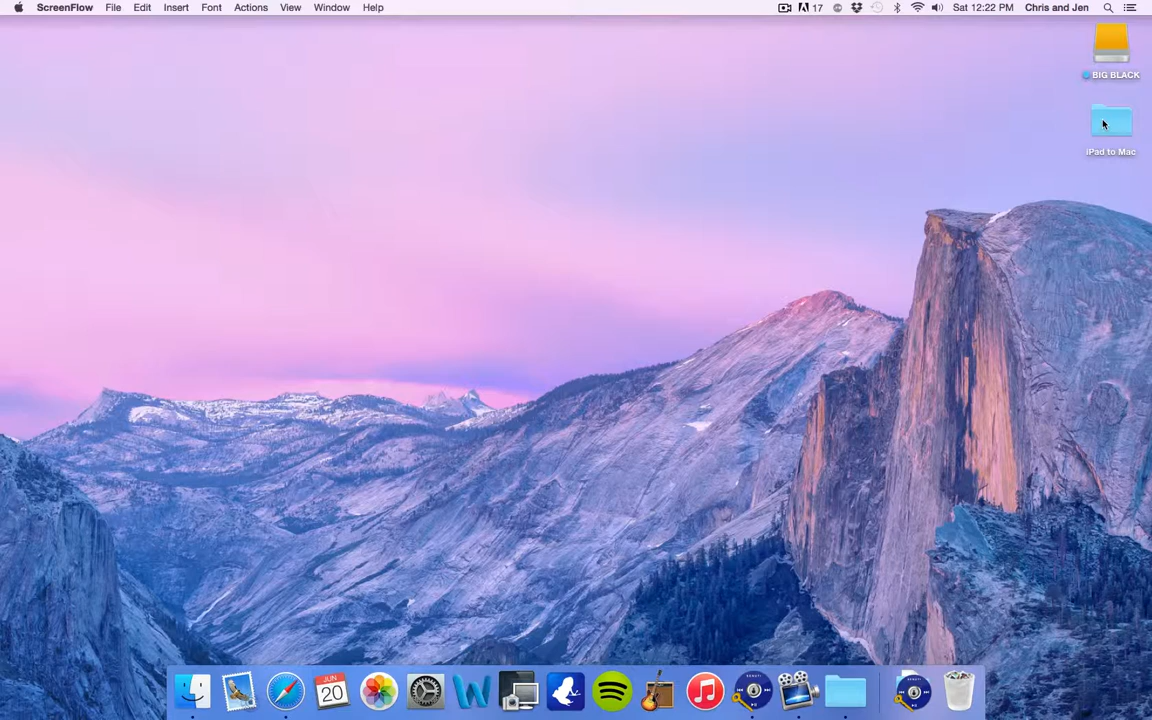 ScreenFlow File Edit Insert Font Actions View Window Help 17 Sat 12:22 PM Chris and Jen
BIG BLACK
iPad to Mac
JUN
20